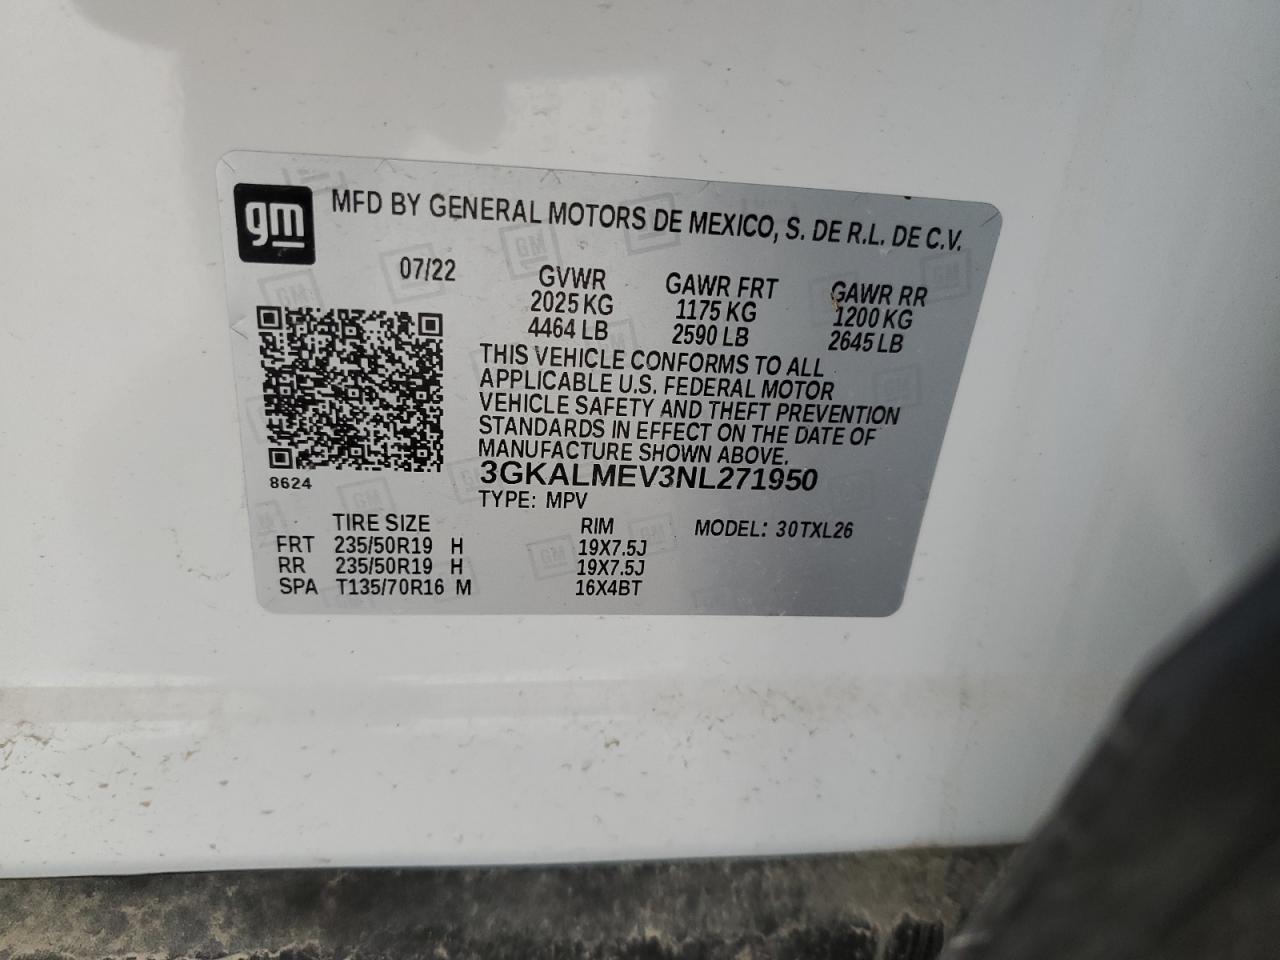 gm
MFD BY GENERAL MOTORS DE MEXICO, S. DE R.L. DE C.V.
07/22 GVWR GAWR FRT GAWR RR
2025 KG 1175 KG 1200 KG
4464 LB 2590 LB 2645 LB
THIS VEHICLE CONFORMS TO ALL
APPLICABLE U.S. FEDERAL MOTOR
VEHICLE SAFETY AND THEFT PREVENTION
STANDARDS IN EFFECT ON THE DATE OF
MANUFACTURE SHOWN ABOVE.
8624
3GKALMEV3NL271950
TYPE: MPV
TIRE SIZE RIM MODEL: 30TXL26
FRT 235/50R19 H 19X7.5J
RR 235/50R19 H 19X7.5J
SPA T135/70R16 M 16X4BT